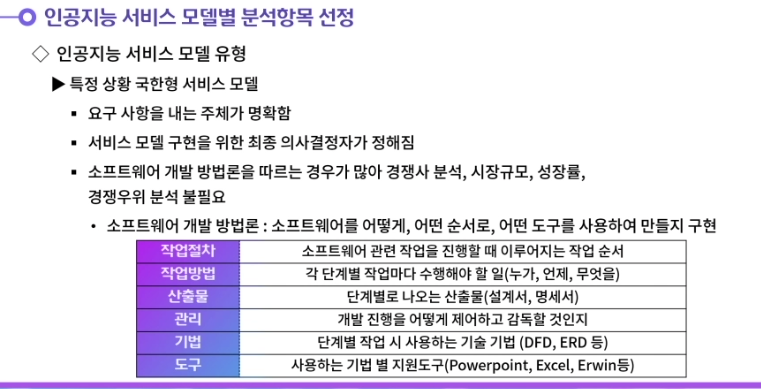 인공지능 서비스 모델별 분석항목 선정
◇ 인공지능 서비스 모델 유형
▶ 특정 상황 국한형 서비스 모델
▪ 요구 사항을 내는 주체가 명확함
▪ 서비스 모델 구현을 위한 최종 의사결정자가 정해짐
▪ 소프트웨어 개발 방법론을 따르는 경우가 많아 경쟁사 분석, 시장규모, 성장률,
경쟁우위 분석 불필요
• 소프트웨어 개발 방법론 : 소프트웨어를 어떻게, 어떤 순서로, 어떤 도구를 사용하여 만들지 구현
작업절차 소프트웨어 관련 작업을 진행할 때 이루어지는 작업 순서
작업방법 각 단계별 작업마다 수행해야 할 일(누가, 언제, 무엇을)
산출물 단계별로 나오는 산출물(설계서, 명세서)
관리 개발 진행을 어떻게 제어하고 감독할 것인지
기법 단계별 작업 시 사용하는 기술 기법 (DFD, ERD 등)
도구 사용하는 기법 별 지원도구(Powerpoint, Excel, Erwin등)